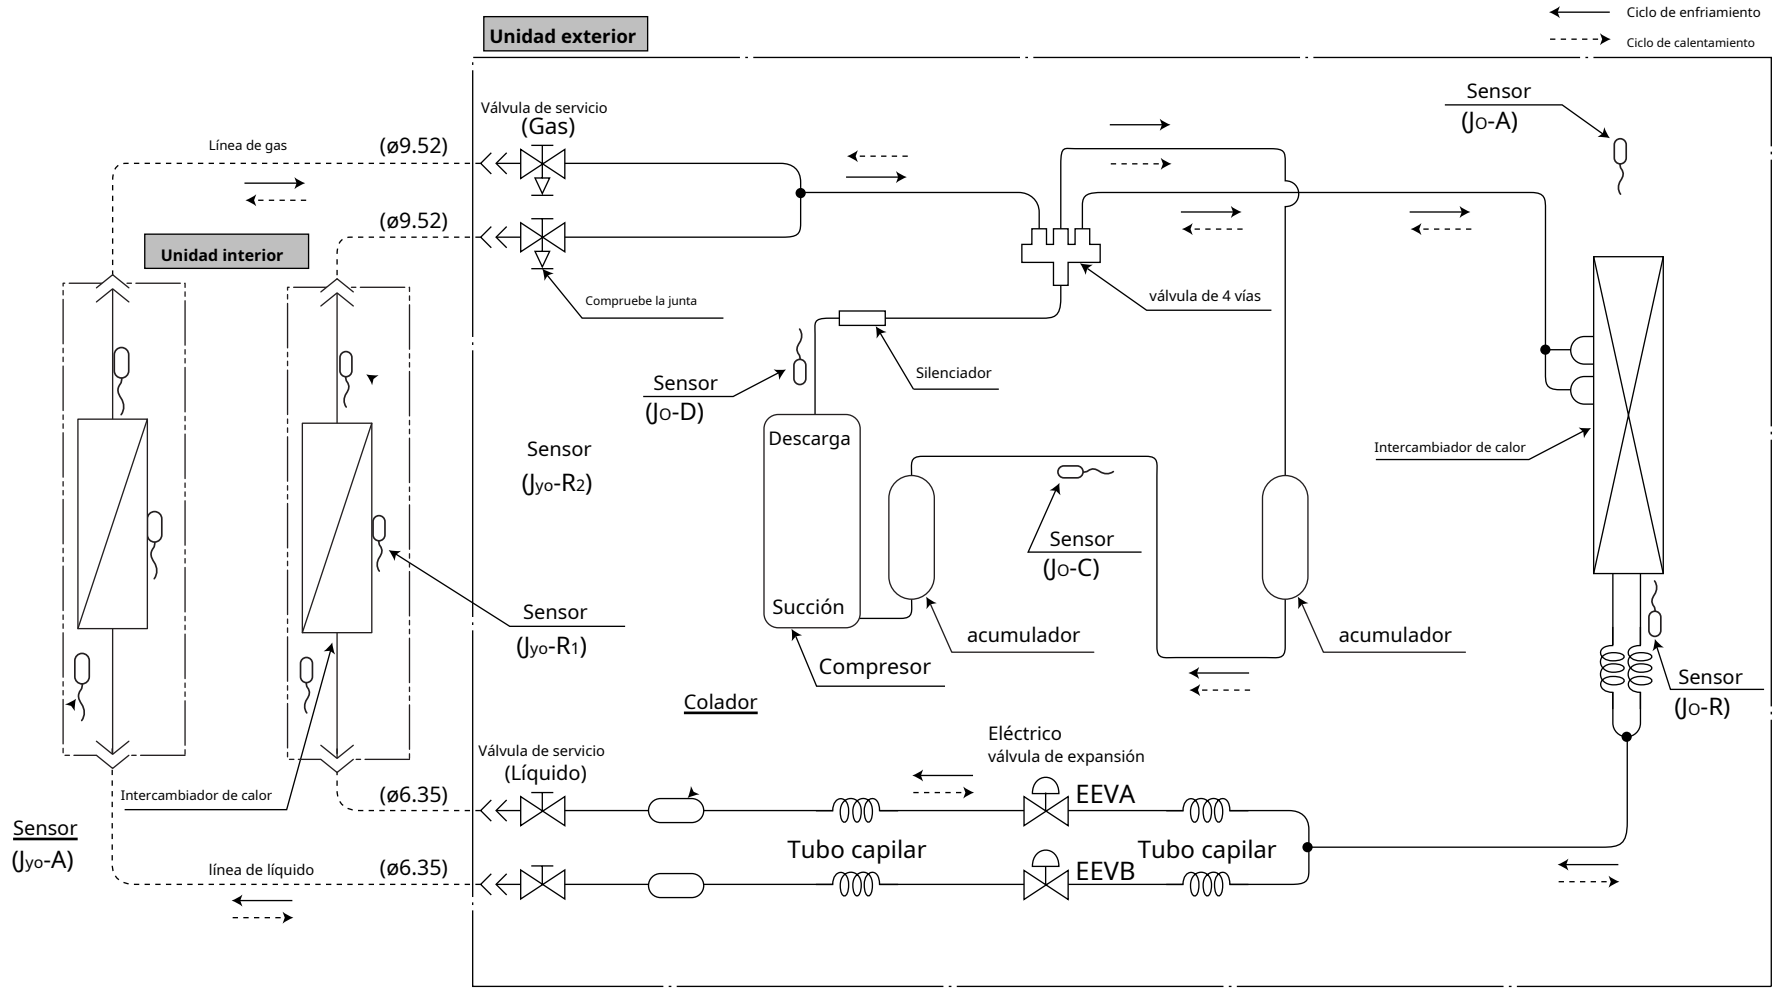 Ciclo de enfriamiento
Ciclo de calentamiento
Unidad exterior
Sensor
(Jo-A)
Válvula de servicio
(Gas)
Línea de gas
(ø9.52)
(ø9.52)
Unidad interior
Compruebe la junta
válvula de 4 vías
Silenciador
Sensor
(Jo-D)
Descarga
Sensor
(Jyo-R2)
Intercambiador de calor
Sensor
(Jo-C)
Succión
Sensor
(Jyo-R1)
acumulador
acumulador
Compresor
Sensor
(Jo-R)
Colador
Eléctrico
válvula de expansión
Válvula de servicio
(Líquido)
Intercambiador de calor
(ø6.35)
EEVA
Sensor
(Jyo-A)
Tubo capilar
Tubo capilar
línea de líquido
(ø6.35)
EEVB